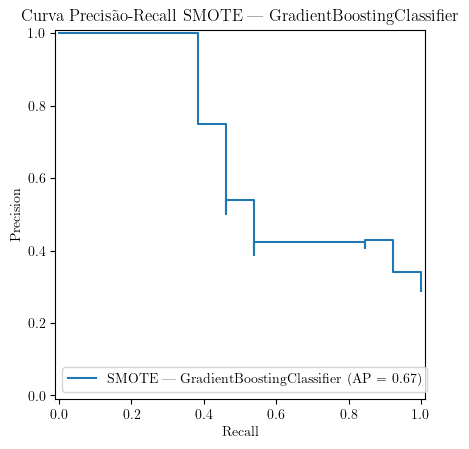 Curva Precisão-Recall SMOTE — GradientBoostingClassifier
1.0
0.8
0.6
0.4
0.2
0.0
Precision
SMOTE — GradientBoostingClassifier (AP = 0.67)
0.0 0.2 0.4 0.6 0.8 1.0
Recall